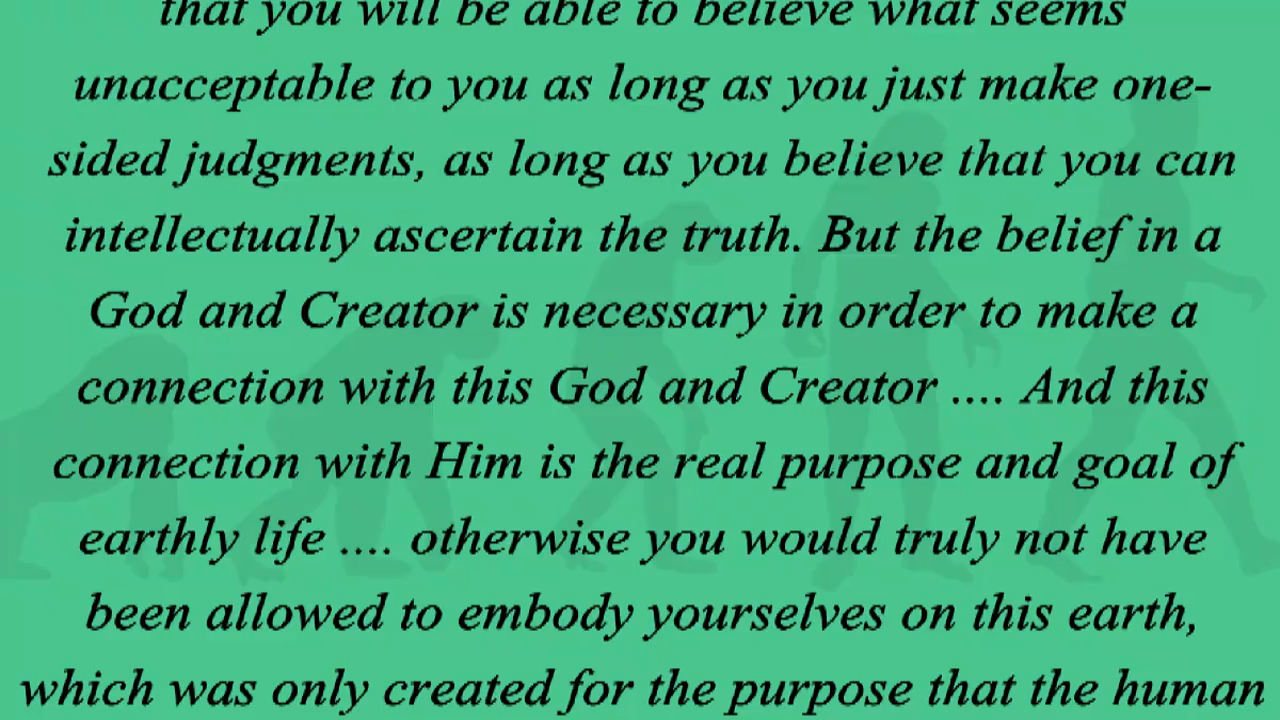 that you will be able to believe what seems
unacceptable to you as long as you just make one-
sided judgments, as long as you believe that you can
intellectually ascertain the truth. But the belief in a
God and Creator is necessary in order to make a
connection with this God and Creator .... And this
connection with Him is the real purpose and goal of
earthly life .... otherwise you would truly not have
been allowed to embody yourselves on this earth,
which was only created for the purpose that the human